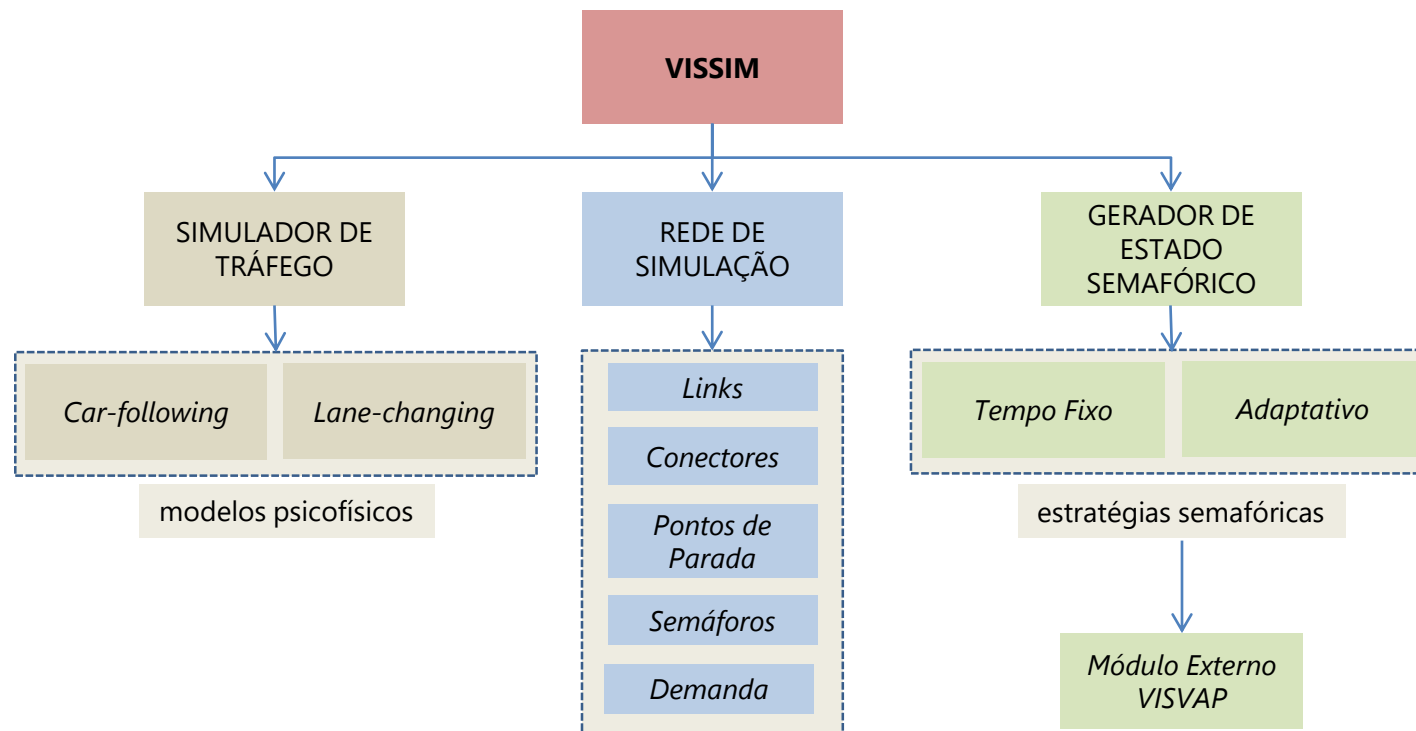 VISSIM
SIMULADOR DE
TRÁFEGO
REDE DE
SIMULAÇÃO
GERADOR DE
ESTADO
SEMAFÓRICO
Car-following
Lane-changing
modelos psicofísicos
Links
Conectores
Pontos de
Parada
Semáforos
Demanda
Tempo Fixo
Adaptativo
estratégias semafóricas
Módulo Externo
VISVAP